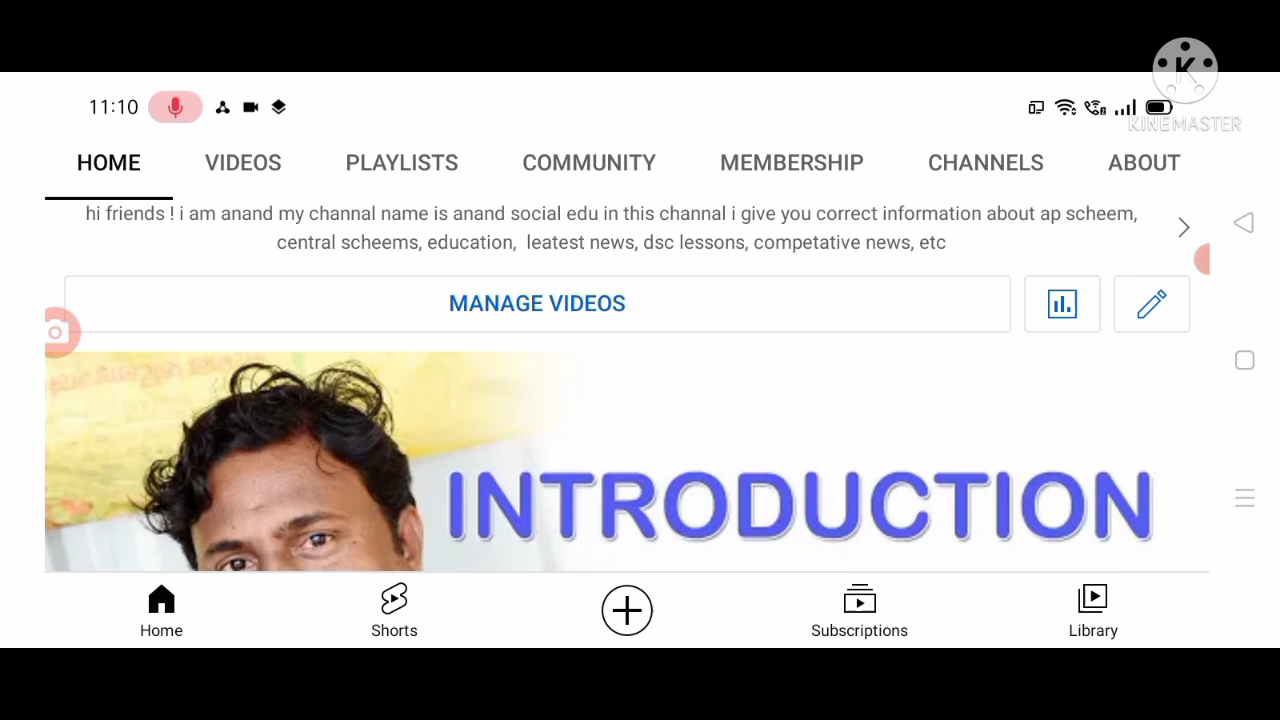 11:10
KINEMASTER
HOME VIDEOS PLAYLISTS COMMUNITY MEMBERSHIP CHANNELS ABOUT
hi friends ! i am anand my channal name is anand social edu in this channal i give you correct information about ap scheem,
central scheems, education, leatest news, dsc lessons, competative news, etc
MANAGE VIDEOS
INTRODUCTION
Home Shorts Subscriptions Library